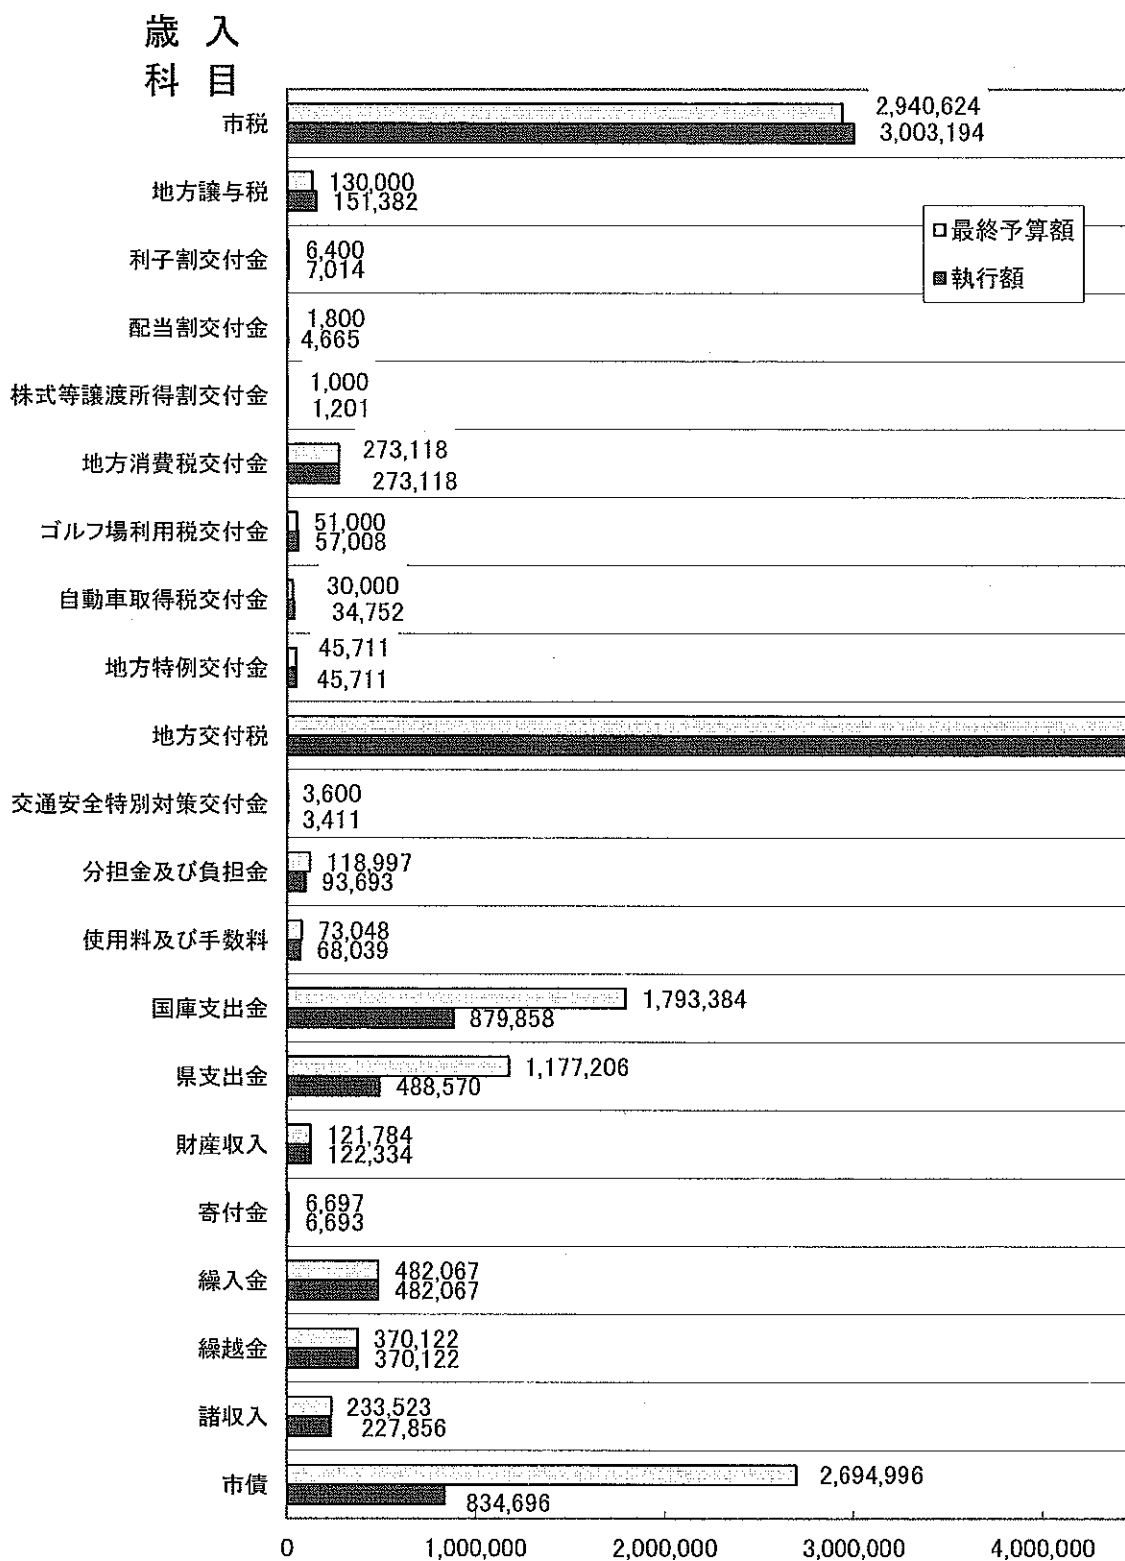 歳 入
科 目
市税
2,940,624
3,003,194
地方譲与税
130,000
151,382
最終予算額
執行額
利子割交付金
6,400
7,014
配当割交付金
1,800
4,665
株式等譲渡所得割交付金
1,000
1,201
地方消費税交付金
273,118
273,118
ゴルフ場利用税交付金
51,000
57,008
自動車取得税交付金
30,000
34,752
地方特例交付金
45,711
45,711
地方交付税
交通安全特別対策交付金
3,600
3,411
分担金及び負担金
118,997
93,693
使用料及び手数料
73,048
68,039
国庫支出金
1,793,384
879,858
県支出金
1,177,206
488,570
財産収入
121,784
122,334
寄付金
6,697
6,693
繰入金
482,067
482,067
繰越金
370,122
370,122
諸収入
233,523
227,856
市債
2,694,996
834,696
0 1,000,000 2,000,000 3,000,000 4,000,000